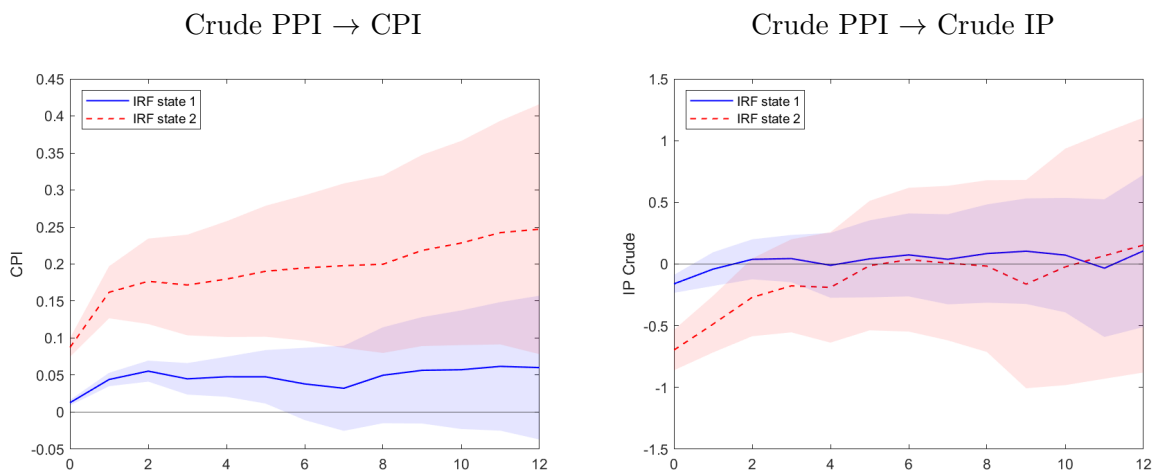 Crude PPI → CPI
0.45
0.4
0.35
0.3
0.25
0.2
0.15
0.1
0.05
0
-0.05
CPI
IRF state 1
IRF state 2
0 2 4 6 8 10 12
Crude PPI → Crude IP
1.5
1
0.5
0
-0.5
-1
-1.5
IP Crude
IRF state 1
IRF state 2
0 2 4 6 8 10 12